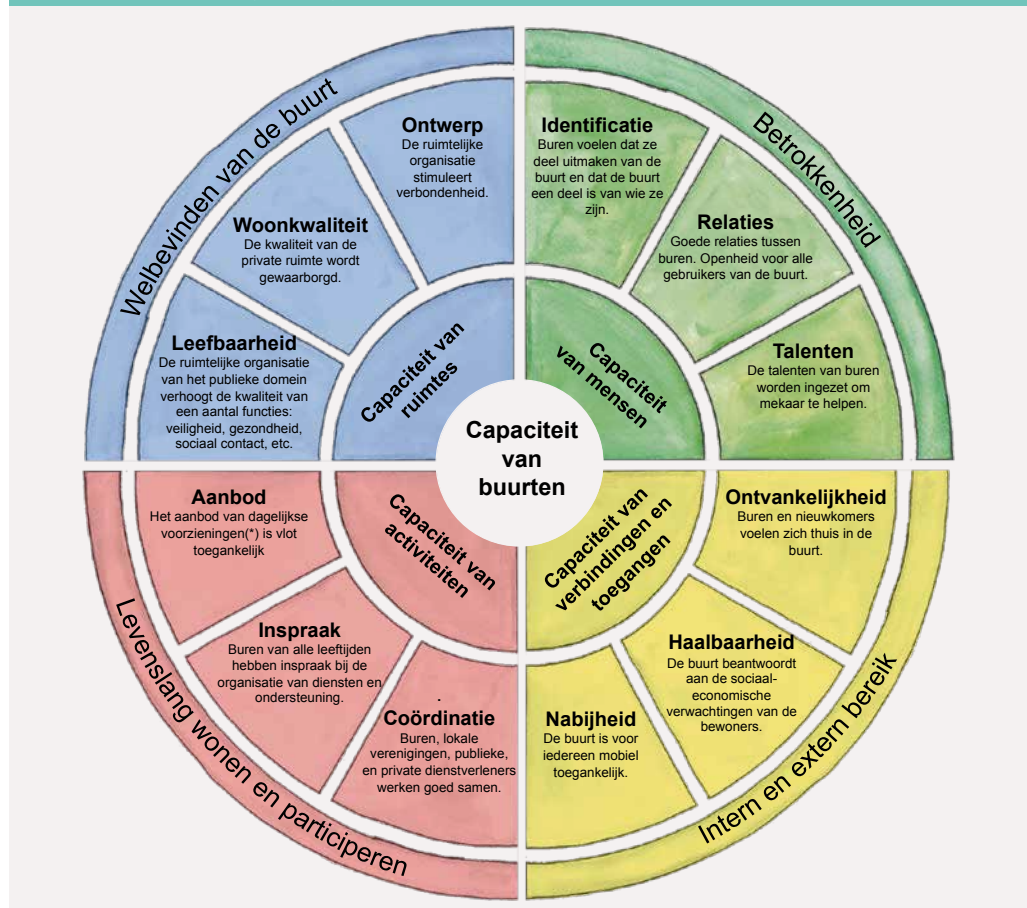 Welbevinden van de buurt
Ontwerp
De ruimtelijke
organisatie
stimuleert
verbondenheid.
Woonkwaliteit
De kwaliteit van de
private ruimte wordt
gewaarborgd.
Leefbaarheid
De ruimtelijke organisatie
van het publieke domein
verhoogt de kwaliteit van
een aantal functies:
veiligheid, gezondheid,
sociaal contact, etc.
Capaciteit van
ruimtes
Betrokkenheid
Identificatie
Buren voelen dat ze
deel uitmaken van de
buurt en dat de buurt
een deel is van wie ze
zijn.
Relaties
Goede relaties tussen
buren. Openheid voor alle
gebruikers van de buurt.
Talenten
De talenten van buren
worden ingezet om
mekaar te helpen.
Capaciteit
van mensen
Capaciteit
van
buurten
Levenslang wonen en participeren
Aanbod
Het aanbod van dagelijkse
voorzieningen(*) is vlot
toegankelijk
Inspraak
Buren van alle leeftijden
hebben inspraak bij de
organisatie van diensten en
ondersteuning.
.
Coördinatie
Buren, lokale
verenigingen, publieke,
en private dienstverleners
werken goed samen.
Capaciteit van
activiteiten
Intern en extern bereik
Ontvankelijkheid
Buren en nieuwkomers
voelen zich thuis in de
buurt.
Haalbaarheid
De buurt beantwoordt
aan de sociaal-
economische
verwachtingen van de
bewoners.
Nabijheid
De buurt is voor
iedereen mobiel
toegankelijk.
Capaciteit van
verbindingen en
toegangen